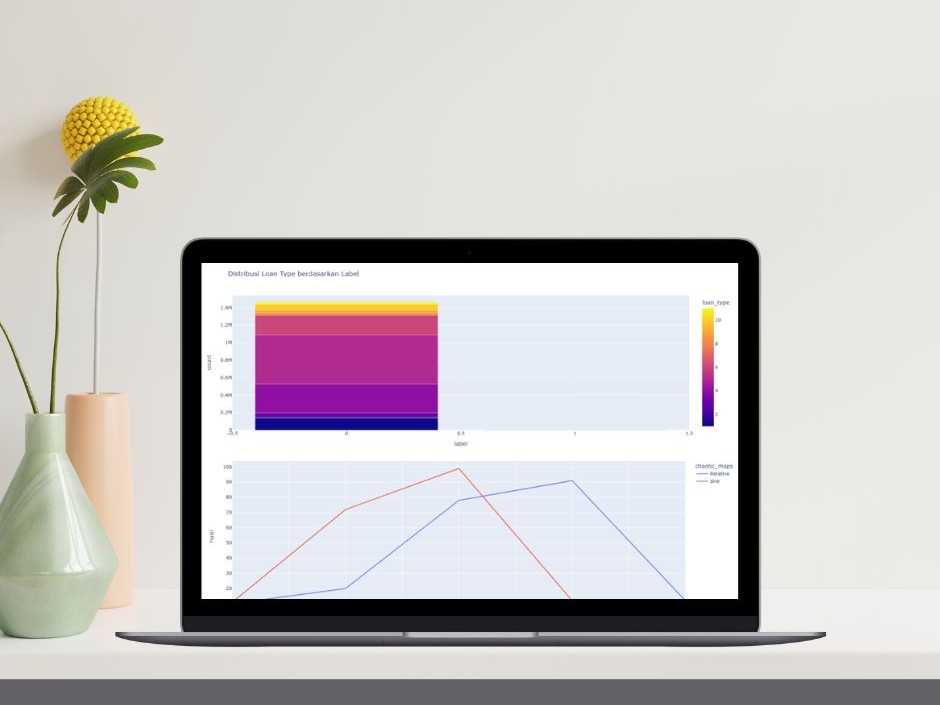 Distribusi Loan Type berdasarkan Label
loan_type
1.4M
1.2M
1M
0.8M
0.6M
0.4M
0.2M
0
count
10
8
6
4
2
−0.5
0
0.5
1
1.5
label
chaotic_maps
iterative
sine
100
90
80
70
60
50
40
30
20
hasil